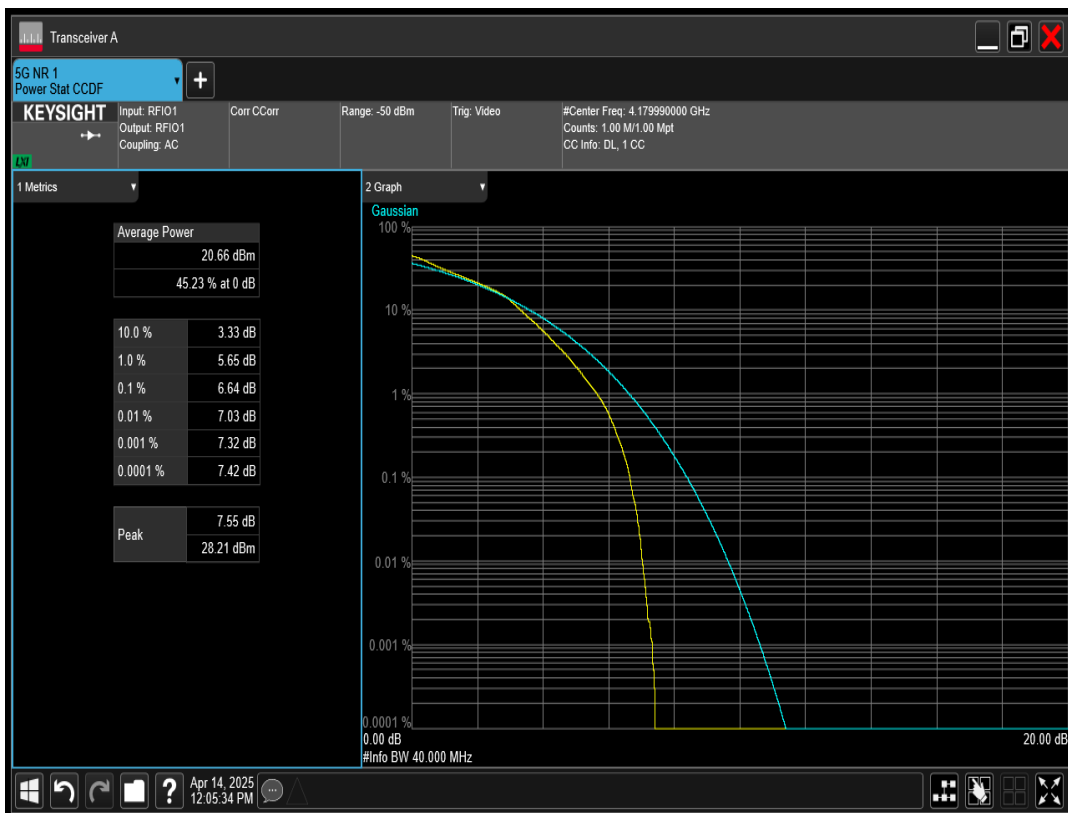 Transceiver A
5G NR 1
Power Stat CCDF
+
KEYSIGHT
LXI
Input: RFIO1
Output: RFIO1
Coupling: AC
Corr CCorr
Range: -50 dBm
Trig: Video
#Center Freq: 4.179990000 GHz
Counts: 1.00 M/1.00 Mpt
CC Info: DL, 1 CC
1 Metrics
Average Power
20.66 dBm
45.23 % at 0 dB
10.0 % 3.33 dB
1.0 % 5.65 dB
0.1 % 6.64 dB
0.01 % 7.03 dB
0.001 % 7.32 dB
0.0001 % 7.42 dB
Peak 7.55 dB
28.21 dBm
2 Graph
Gaussian
100 %
10 %
1 %
0.1 %
0.01 %
0.001 %
0.0001 %
0.00 dB 20.00 dB
#Info BW 40.000 MHz
?
Apr 14, 2025
12:05:34 PM